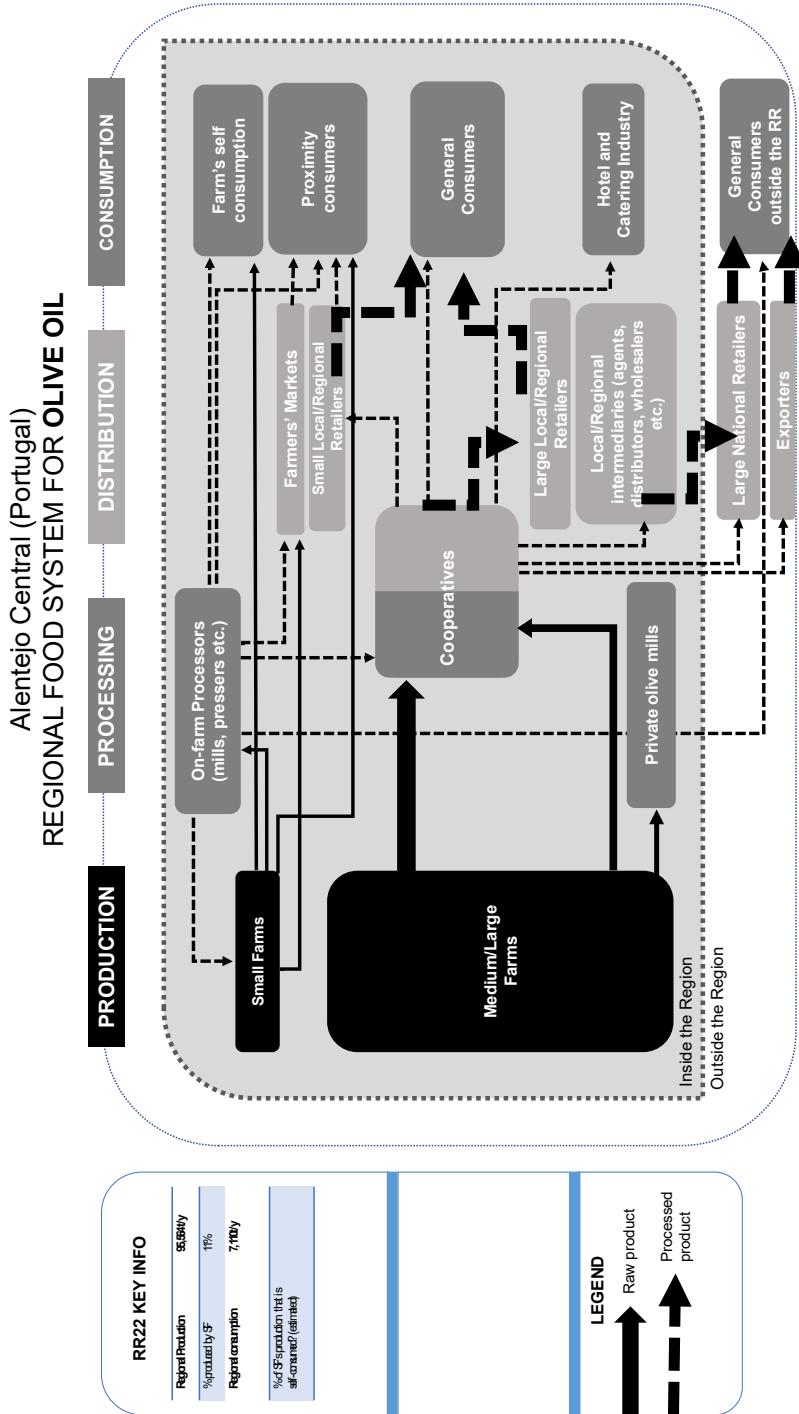 Alentejo Central (Portugal)
REGIONAL FOOD SYSTEM FOR OLIVE OIL
PRODUCTION
PROCESSING
DISTRIBUTION
CONSUMPTION
On-farm Processors
(mills, pressers etc.)
Small Farms
Medium/Large
Farms
Cooperatives
Private olive mills
Farmers' Markets
Small Local/Regional
Retailers
Large Local/Regional
Retailers
Local/Regional
intermediaries (agents,
distributors, wholesalers
etc.)
Large National Retailers
Exporters
Farm's self
consumption
Proximity
consumers
General
Consumers
Hotel and
Catering Industry
General
Consumers
outside the RR
Inside the Region
Outside the Region
RR22 KEY INFO
Regional Production
% produced by SF 11%
Regional consumption
% of SF's production that is
self-consumed? (estimated)
LEGEND
Raw product
Processed
product